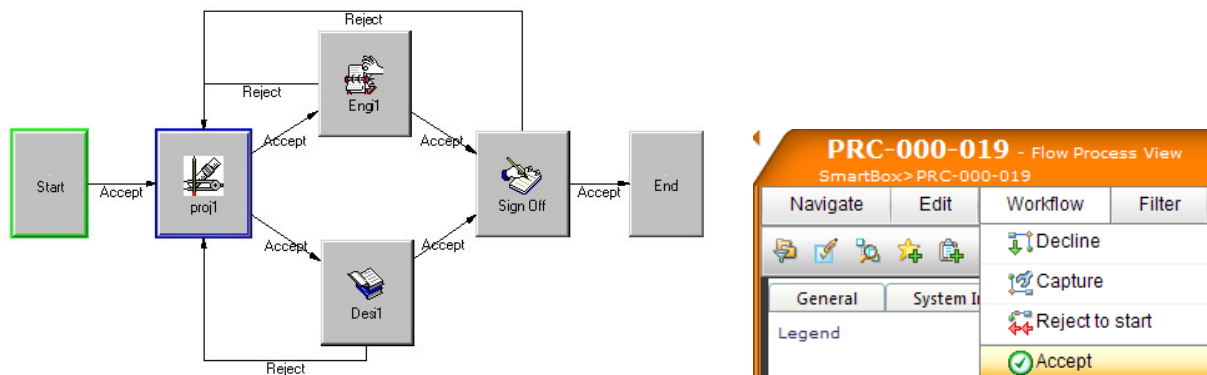 Reject
Reject
Engi1
Accept
Accept
Start
Accept
proj1
Sign Off
Accept
End
Accept
Accept
Desi1
Reject
PRC-000-019 - Flow Process View
SmartBox>PRC-000-019
Navigate Edit Workflow Filter
Decline
Capture
General System In
Reject to start
Legend
Accept